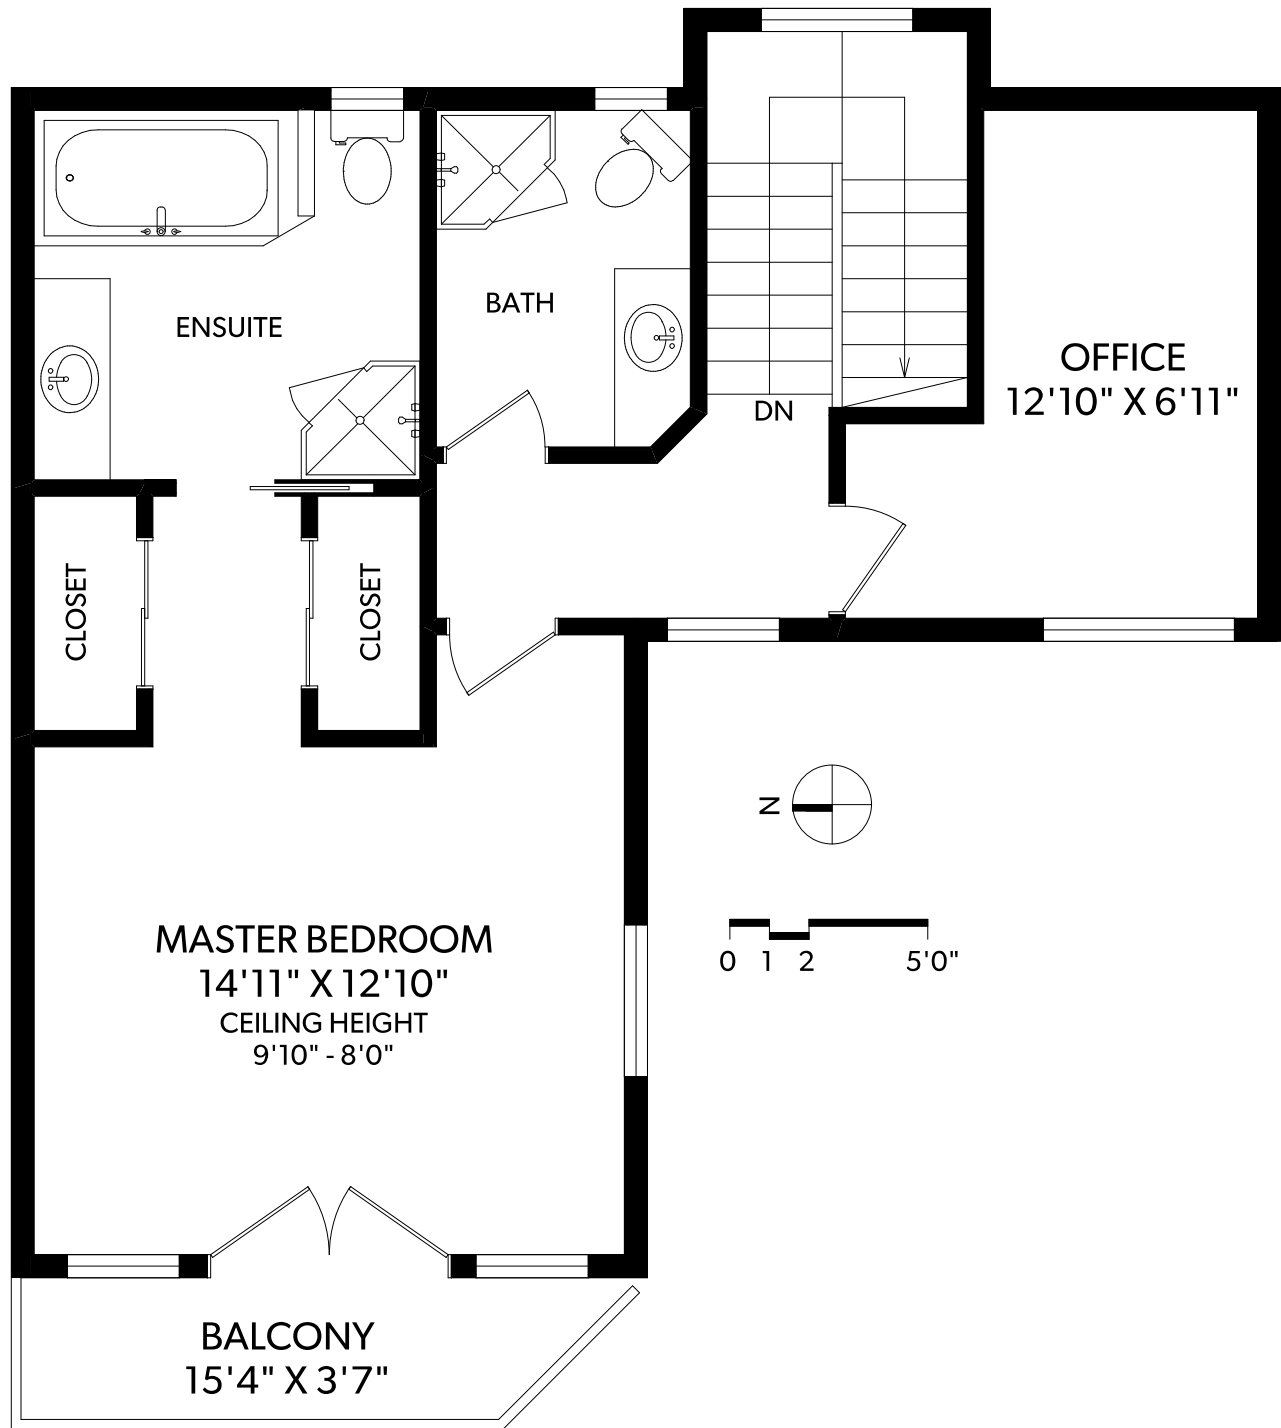 BATH
ENSUITE
OFFICE
12'10" X 6'11"
DN
CLOSET
CLOSET
N
MASTER BEDROOM
14'11" X 12'10"
CEILING HEIGHT
9'10" - 8'0"
0 1 2 5'0"
BALCONY
15'4" X 3'7"